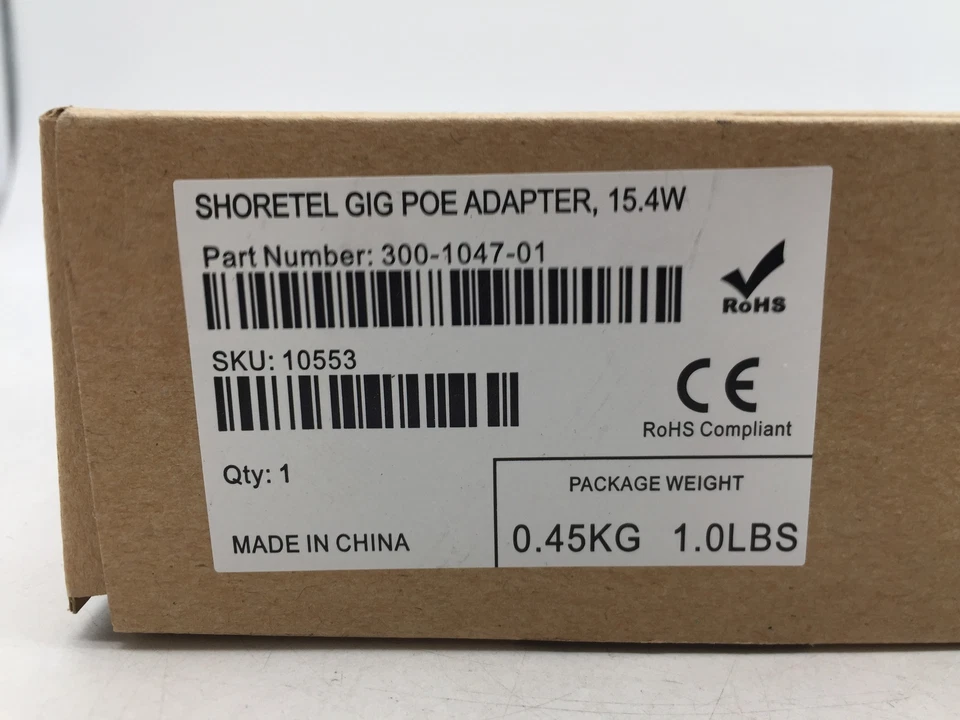 SHORETEL GIG POE ADAPTER, 15.4W
Part Number: 300-1047-01
RoHS
SKU: 10553
CE
RoHS Compliant
Qty: 1
PACKAGE WEIGHT
MADE IN CHINA
0.45KG 1.0LBS